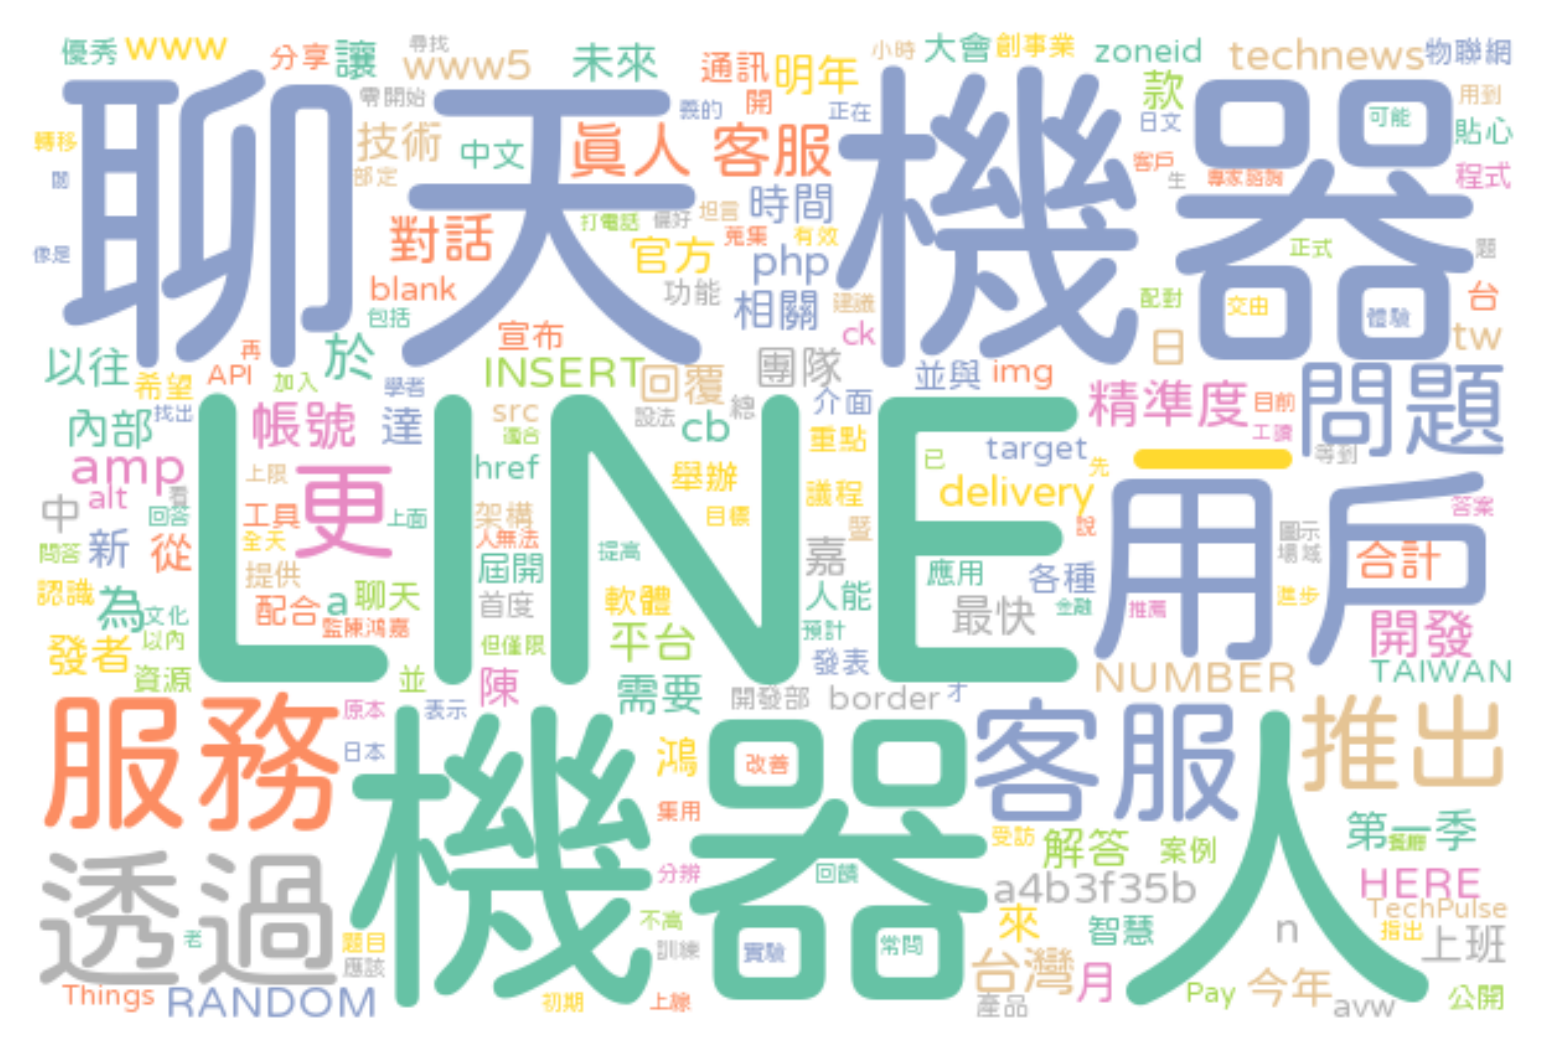 優秀 www 分享 讓 尋找 www5 未來 通訊 明年 小時 大會 創事業 zoneid technews 物聯網
零開始 義的 開 正在 款 日文 可能 用到 貼心
聊天機器
轉移 技術 部定 中文 真人 客服 客戶 生 專家諮詢 程式
閎 像是 對話 打電話 偏好 坦言 時間 官方 蒐集 有效 php 正式 題
blank 包括 功能 相關 建議 ck 配對 交由 體驗 台 tw
以往 希望 再 API 加入 於 學者 宣布 INSERT 回覆 團隊 並與 img 日 精準度 目前 工讀 問題
找出 內部 帳號 達 src 適合 設法 總 cb 介面 重點 target 先 已 等到
LINE 一 用戶
amp 上限 更 href 舉辦 議程 delivery 答案
中 alt 看 回答 工具 上面 架構 人無法 目標 暨 說 圖示
問答 新 從 全天 提供 屆開 提高 嘉 應用 各種 場域 合計
認識 為 文化 配合 a 聊天 首度 軟體 人能 最快 金融 推薦 進步
發者 以內 監陳鴻嘉 但僅限 平台 預計 發表 開發
資源 並 陳 需要 開發部 border 才 NUMBER TAIWAN
服務 原本 表示 日本 鴻 改善 客服 推出
機器人
透過 集用 分辨 回饋 受訪 解答 案例 第一季 餐廳
老 題目 應該 不高 訓練 實驗 常問 a4b3f35b 來 智慧 n HERE TechPulse 指出 上班
Things RANDOM 初期 上線 台灣 產品 月 Pay 今年 avw 公開